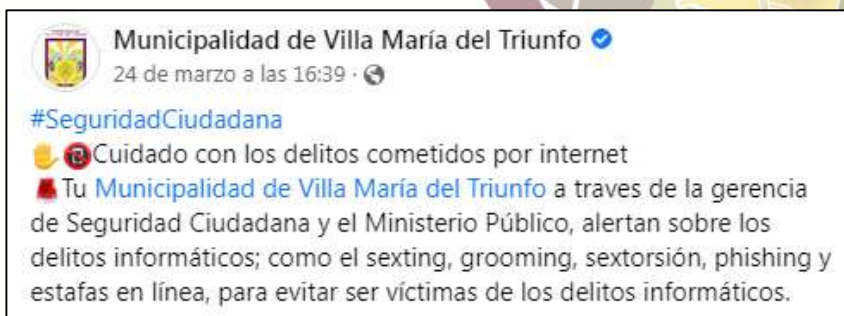 Municipalidad de Villa María del Triunfo
24 de marzo a las 16:39 ·
#SeguridadCiudadana
✋📵Cuidado con los delitos cometidos por internet
Tu Municipalidad de Villa María del Triunfo a traves de la gerencia
de Seguridad Ciudadana y el Ministerio Público, alertan sobre los
delitos informáticos; como el sexting, grooming, sextorsión, phishing y
estafas en línea, para evitar ser víctimas de los delitos informáticos.